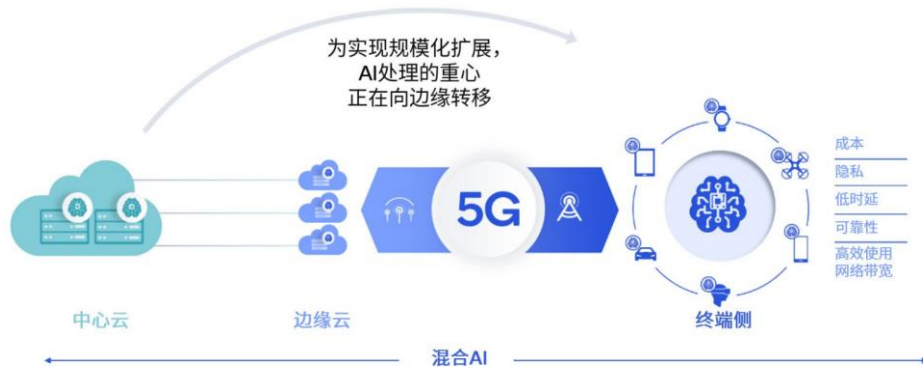 为实现规模化扩展，
AI处理的重心
正在向边缘转移
5G
成本
隐私
低时延
可靠性
高效使用
网络带宽
中心云
边缘云
终端侧
混合AI